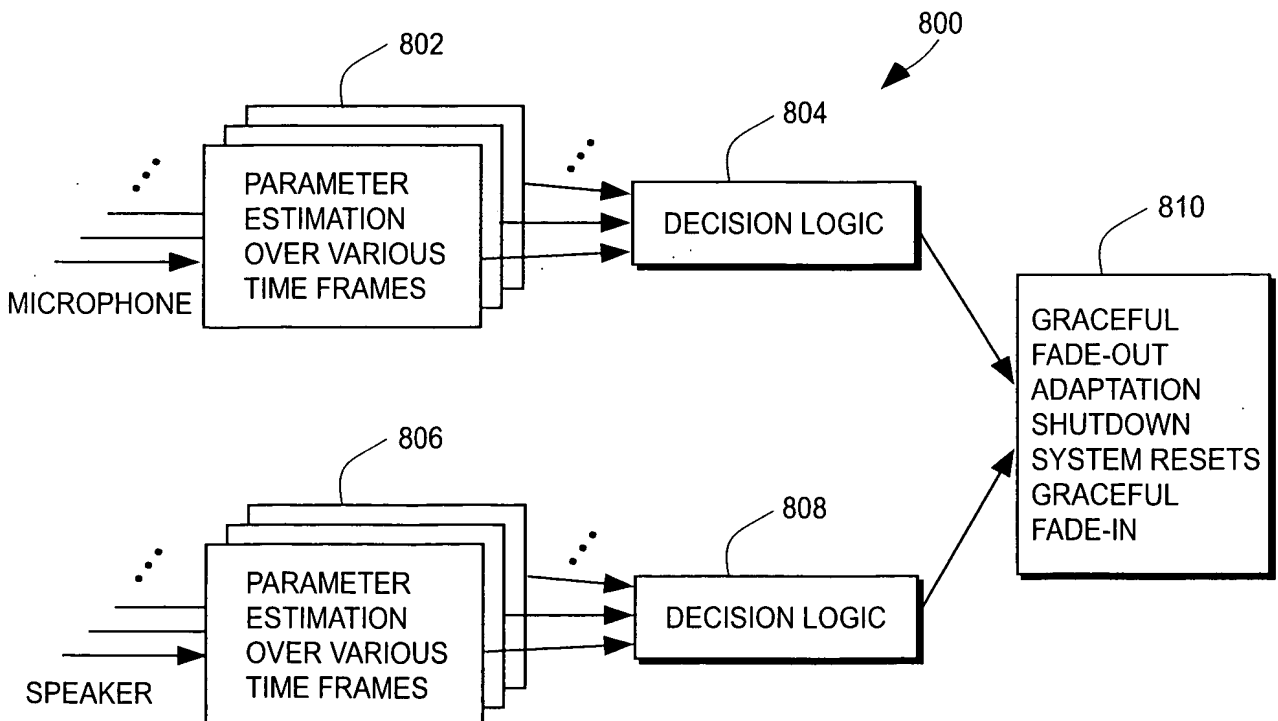 802
800
804
PARAMETER
ESTIMATION
OVER VARIOUS
TIME FRAMES
MICROPHONE
DECISION LOGIC
810
GRACEFUL
FADE-OUT
ADAPTATION
SHUTDOWN
SYSTEM RESETS
GRACEFUL
FADE-IN
806
808
PARAMETER
ESTIMATION
OVER VARIOUS
TIME FRAMES
SPEAKER
DECISION LOGIC